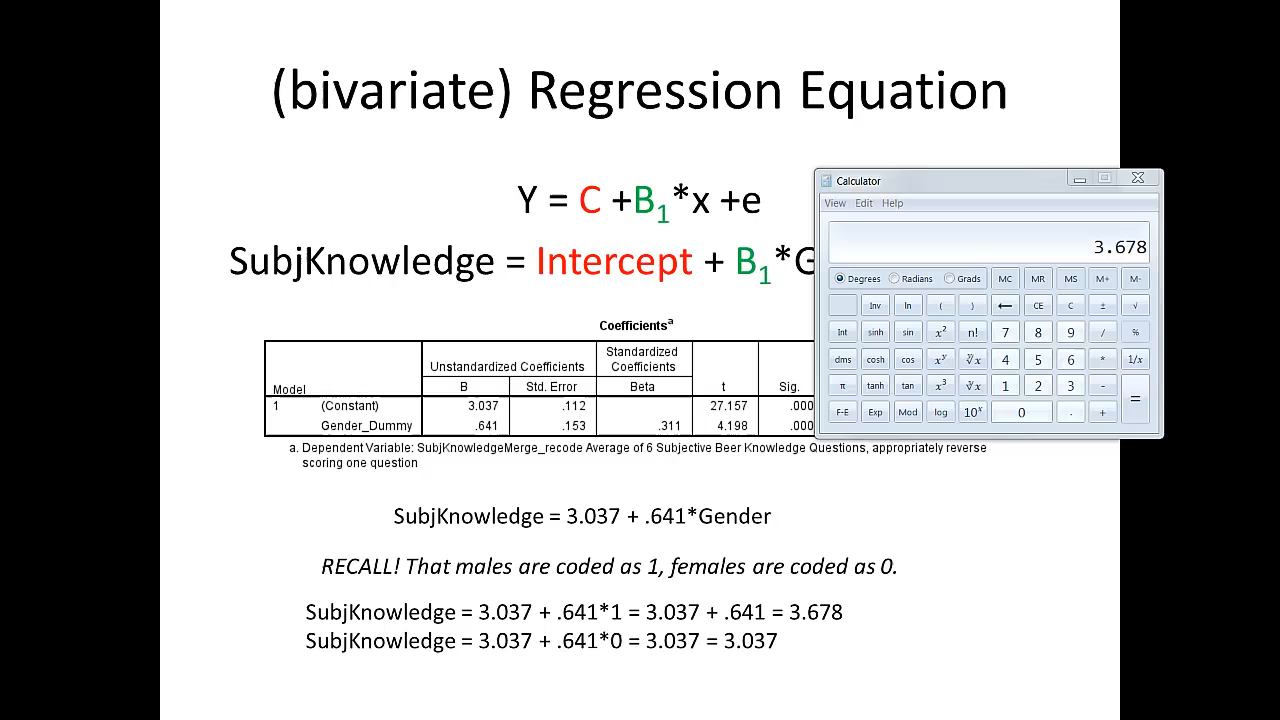 (bivariate) Regression Equation
Y = C +B₁*x +e
SubjKnowledge = Intercept + B₁*G
Coefficientsᵃ
Model Unstandardized Coefficients Standardized Coefficients t Sig.
B Std. Error Beta
1 (Constant) 3.037 .112 27.157 .000
Gender_Dummy .641 .153 .311 4.198 .000
a. Dependent Variable: SubjKnowledgeMerge_recode Average of 6 Subjective Beer Knowledge Questions, appropriately reverse
scoring one question
SubjKnowledge = 3.037 + .641*Gender
RECALL! That males are coded as 1, females are coded as 0.
SubjKnowledge = 3.037 + .641*1 = 3.037 + .641 = 3.678
SubjKnowledge = 3.037 + .641*0 = 3.037 = 3.037
Calculator
View Edit Help
3.678
Degrees Radians Grads MC MR MS M+ M-
Inv ln ( ) ← CE C ± √
Int sinh sin x² n! 7 8 9 / %
dms cosh cos xʸ ʸ√x 4 5 6 * 1/x
π tanh tan x³ ³√x 1 2 3 - =
F-E Exp Mod log 10ˣ 0 . +